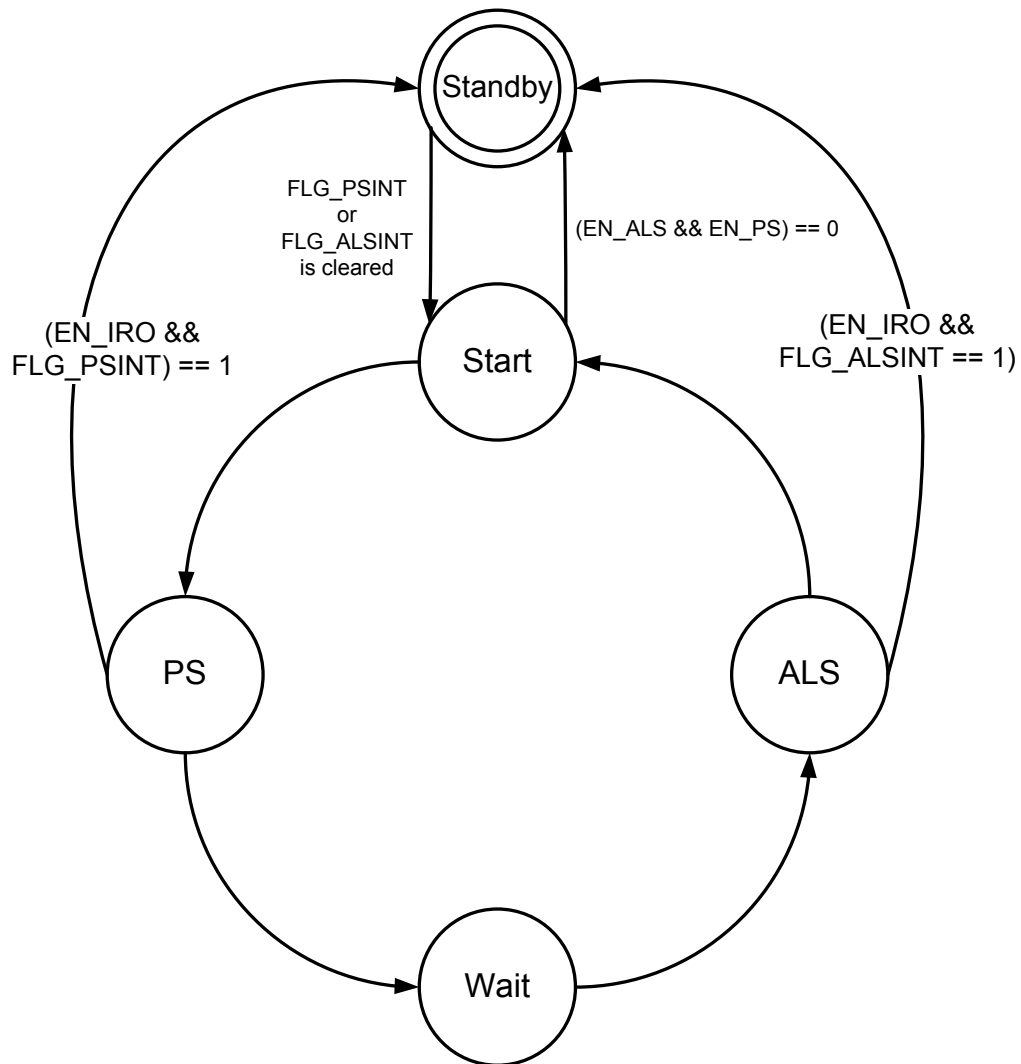 Standby
FLG_PSINT
or
FLG_ALSINT
is cleared
(EN_ALS && EN_PS) == 0
(EN_IRO &&
FLG_PSINT) == 1
Start
(EN_IRO &&
FLG_ALSINT == 1)
PS
ALS
Wait